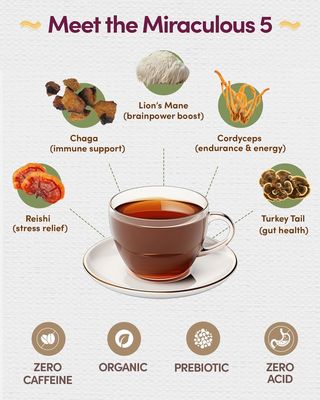 Meet the Miraculous 5
Lion's Mane
(brainpower boost)
Chaga
(immune support)
Cordyceps
(endurance & energy)
Reishi
(stress relief)
Turkey Tail
(gut health)
ZERO
CAFFEINE
ORGANIC
PREBIOTIC
ZERO
ACID